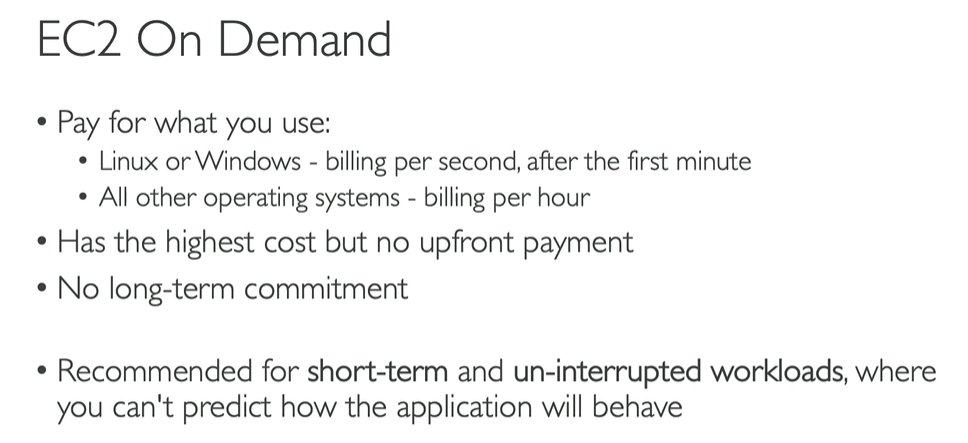 EC2 On Demand
• Pay for what you use:
• Linux or Windows - billing per second, after the first minute
• All other operating systems - billing per hour
• Has the highest cost but no upfront payment
• No long-term commitment
• Recommended for short-term and un-interrupted workloads, where
you can't predict how the application will behave